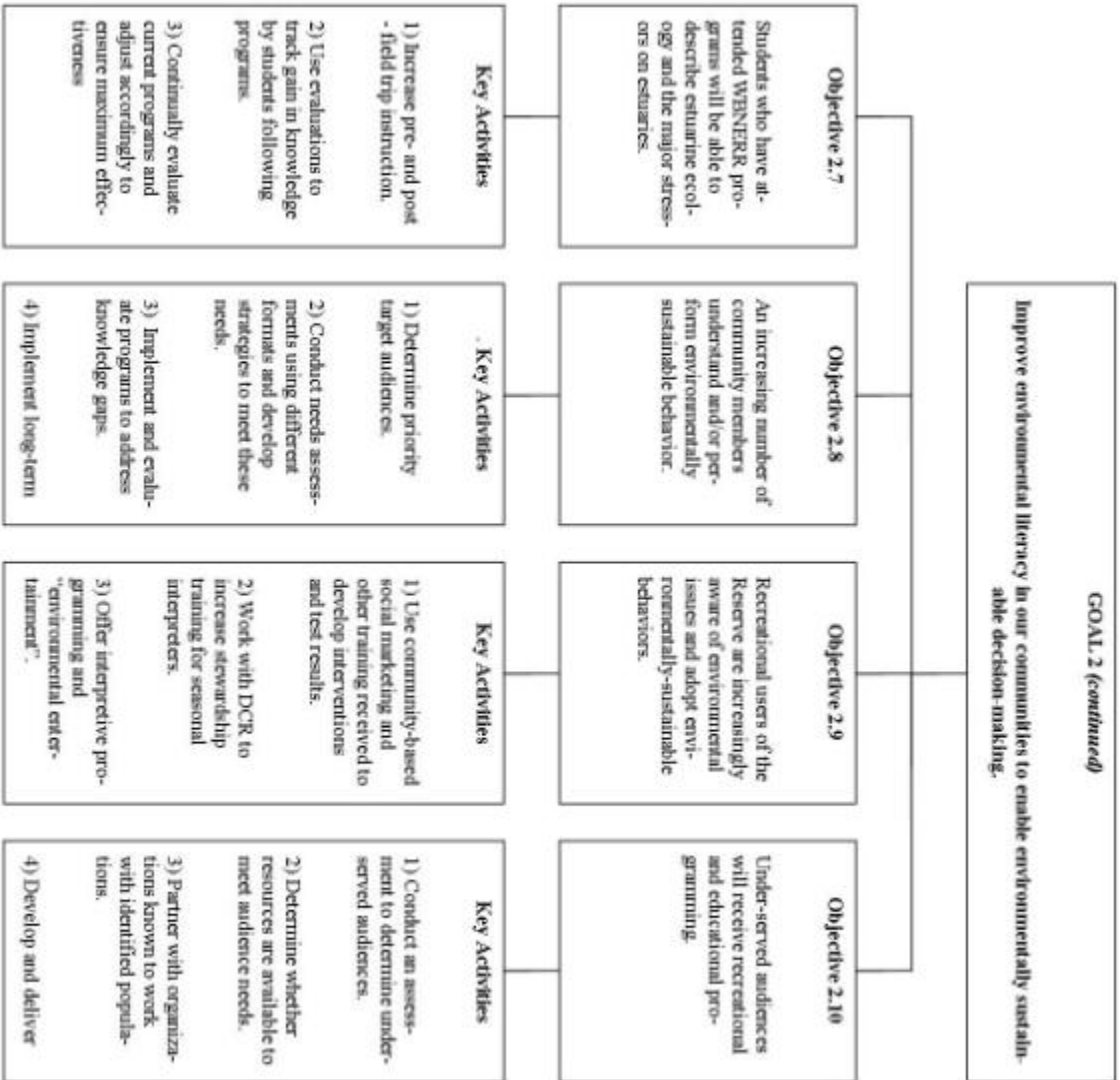 GOAL 2 (continued)
Improve environmental literacy in our communities to enable environmentally sustain-
able decision-making.
Objective 2.7
Students who have at-
tended WBNERR pro-
grams will be able to
describe estuarine ecol-
ogy and the major stress-
ors on estuaries.
Key Activities
1) Increase pre- and post
- field trip instruction.
2) Use evaluations to
track gain in knowledge
by students following
programs.
3) Continually evaluate
current programs and
adjust accordingly to
ensure maximum effec-
tiveness
Objective 2.8
An increasing number of
community members
understand and/or per-
form environmentally
sustainable behavior.
. Key Activities
1) Determine priority
target audiences.
2) Conduct needs assess-
ments using different
formats and develop
strategies to meet these
needs.
3) Implement and evalu-
ate programs to address
knowledge gaps.
4) Implement long-term
Objective 2.9
Recreational users of the
Reserve are increasingly
aware of environmental
issues and adopt envi-
ronmentally-sustainable
behaviors.
Key Activities
1) Use community-based
social marketing and
other training received to
develop interventions
and test results.
2) Work with DCR to
increase stewardship
training for seasonal
interpreters.
3) Offer interpretive pro-
gramming and
"environmental enter-
tainment".
Objective 2.10
Under-served audiences
will receive recreational
and educational pro-
gramming.
Key Activities
1) Conduct an assess-
ment to determine under-
served audiences.
2) Determine whether
resources are available to
meet audience needs.
3) Partner with organiza-
tions known to work
with identified popula-
tions.
4) Develop and deliver